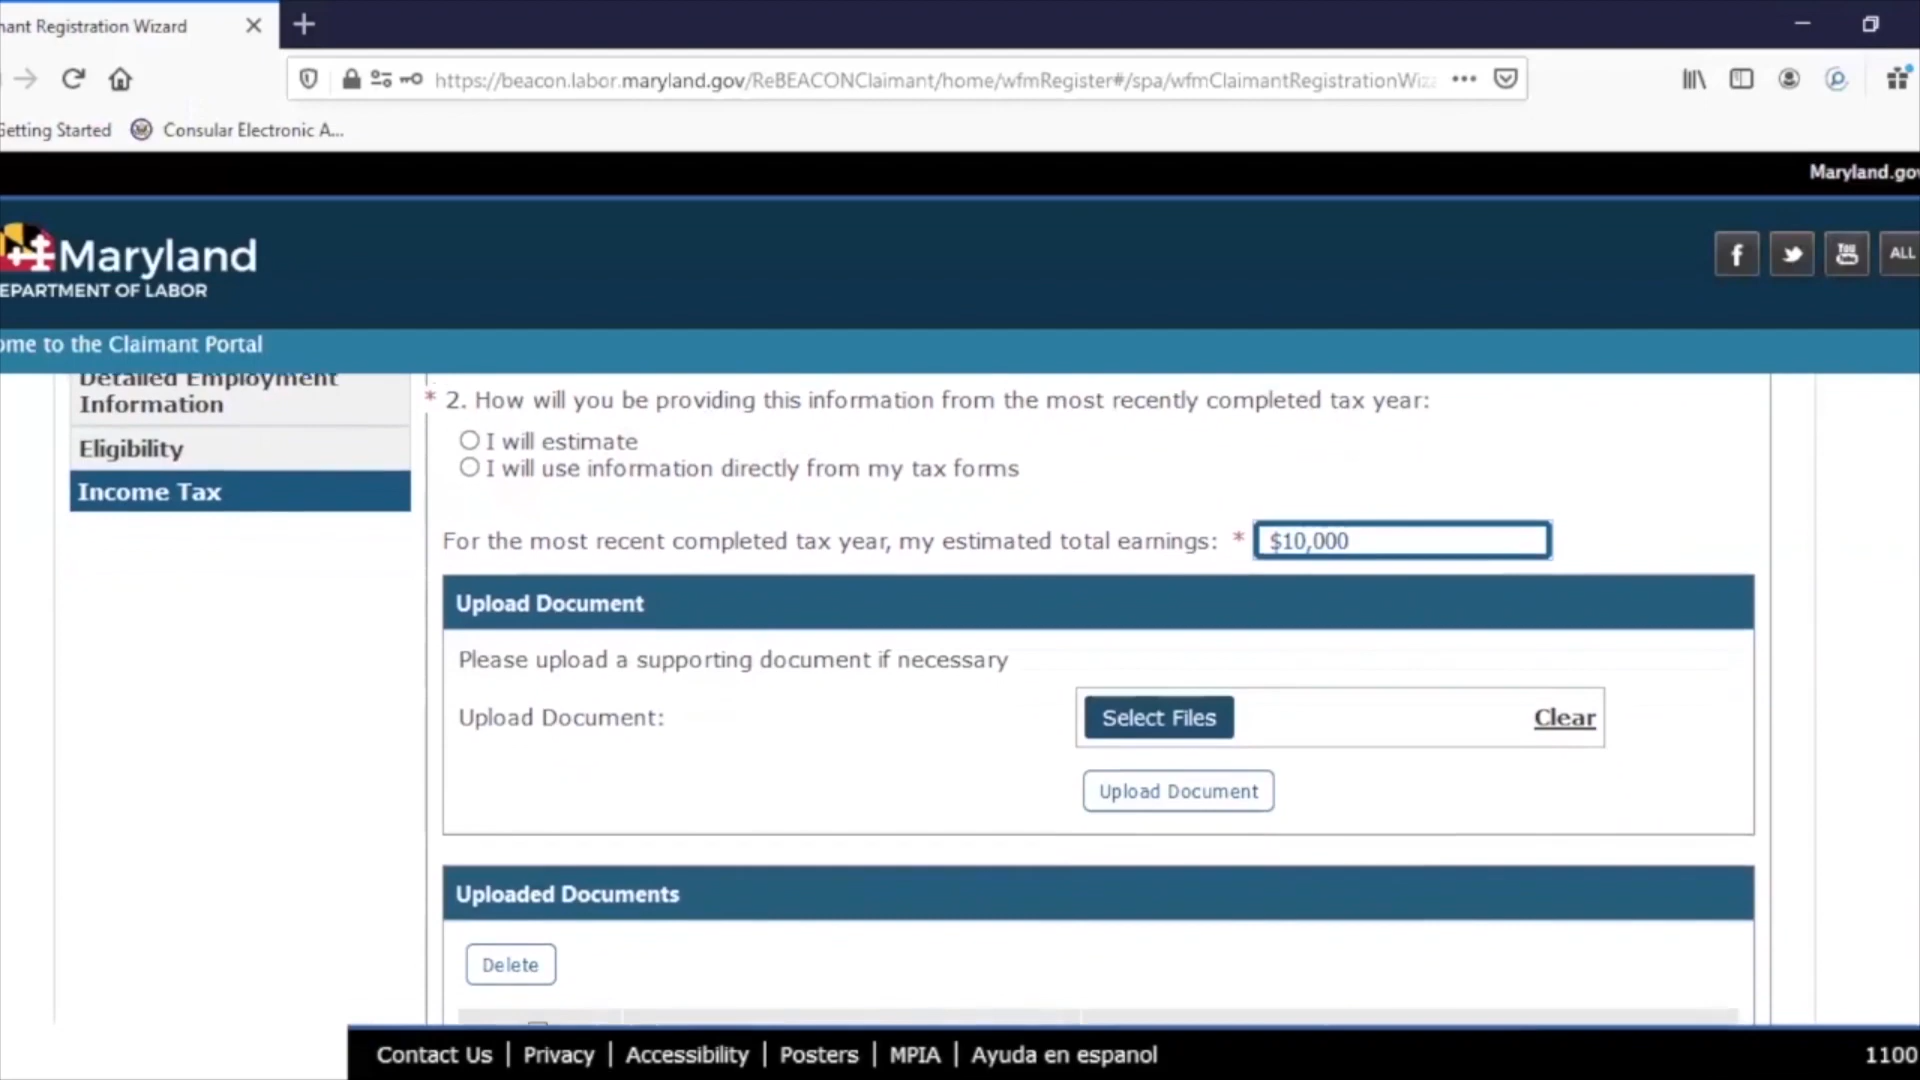 nant Registration Wizard
https://beacon.labor.maryland.gov/ReBEACONClaimant/home/wfmRegister#/spa/wfmClaimantRegistrationWiz
Getting Started Consular Electronic A...
Maryland.gov
Maryland
EPARTMENT OF LABOR
f You ALL
ome to the Claimant Portal
Detailed Employment
Information
Eligibility
Income Tax
* 2. How will you be providing this information from the most recently completed tax year:
I will estimate
I will use information directly from my tax forms
For the most recent completed tax year, my estimated total earnings: * $10,000
Upload Document
Please upload a supporting document if necessary
Upload Document: Select Files Clear
Upload Document
Uploaded Documents
Delete
Contact Us | Privacy | Accessibility | Posters | MPIA | Ayuda en espanol 1100